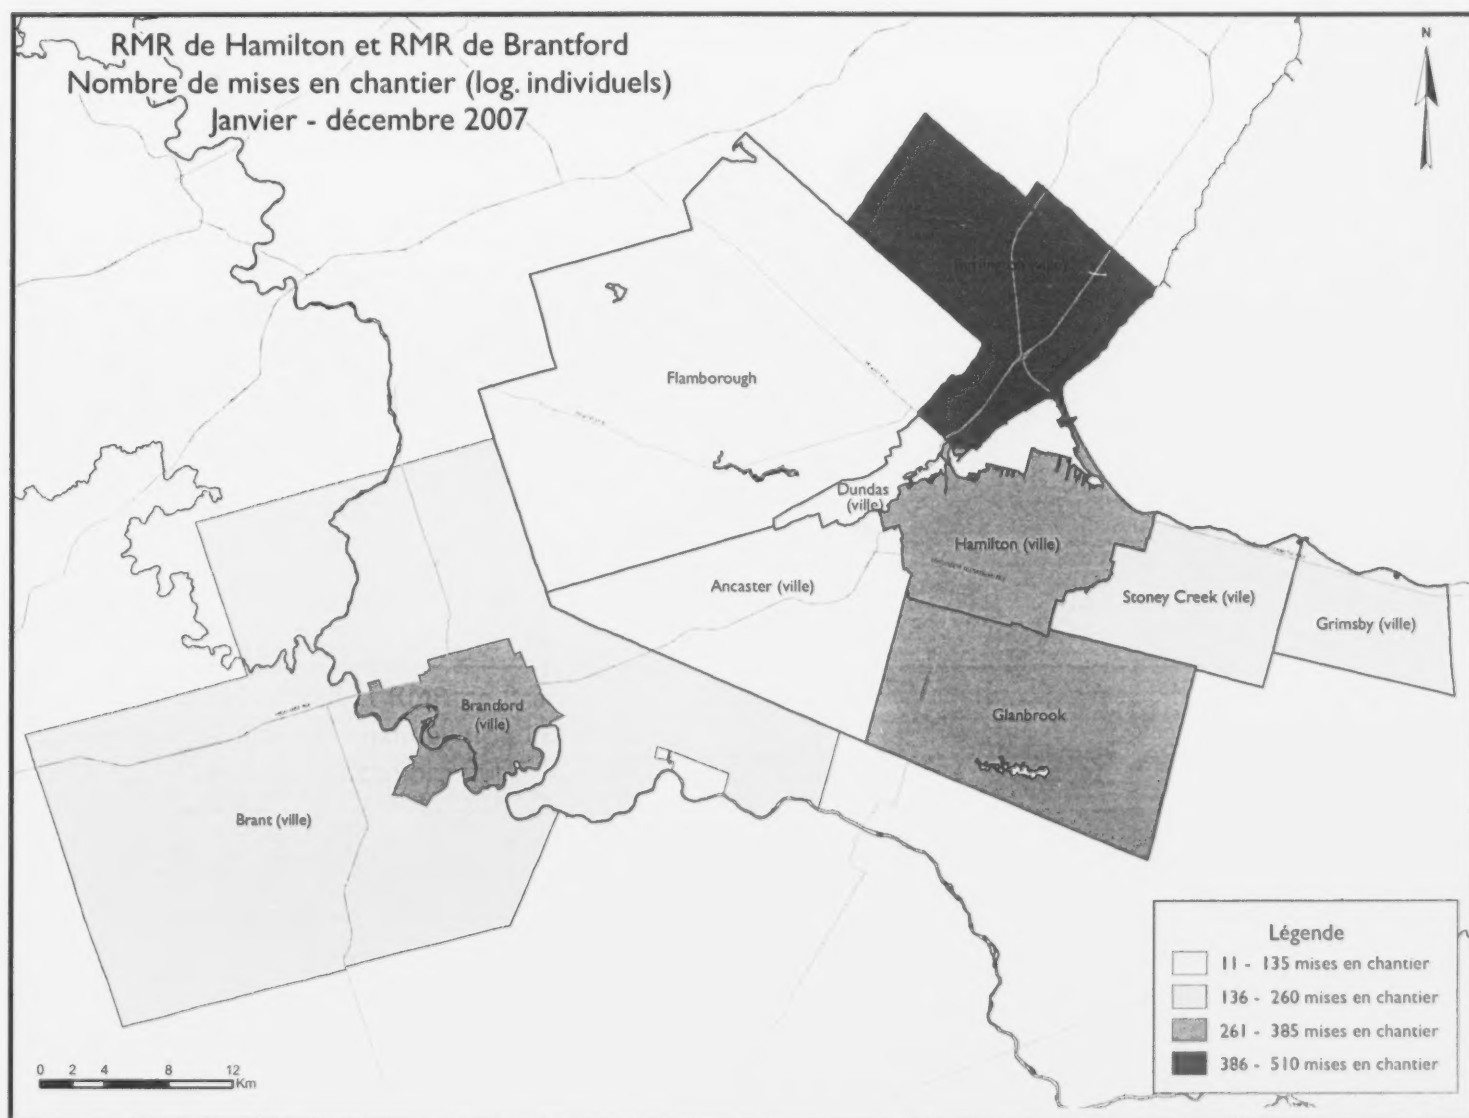 RMR de Hamilton et RMR de Brantford
Nombre de mises en chantier (log. individuels)
Janvier - décembre 2007
N
Burlington (ville)
Flamborough
Dundas
(ville)
Hamilton (ville)
Ancaster (ville)
Stoney Creek (vile)
Grimsby (ville)
Brandord
(ville)
Glanbrook
Brant (ville)
Légende
11 - 135 mises en chantier
136 - 260 mises en chantier
261 - 385 mises en chantier
386 - 510 mises en chantier
0 2 4 8 12
Km